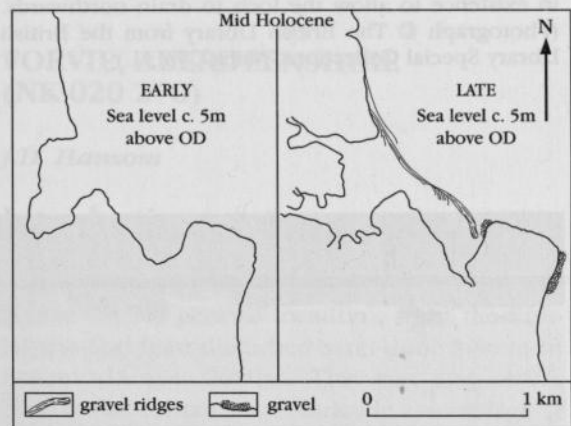 Mid Holocene
EARLY
Sea level c. 5m
above OD
LATE
Sea level c. 5m
above OD
N
gravel ridges
gravel
0 1 km